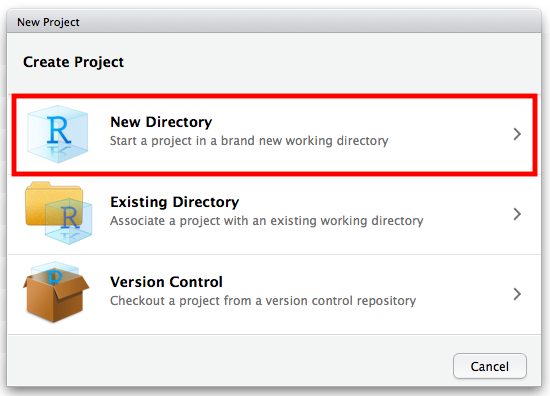 New Project
Create Project
R
New Directory
Start a project in a brand new working directory
R
Existing Directory
Associate a project with an existing working directory
R
Version Control
Checkout a project from a version control repository
Cancel